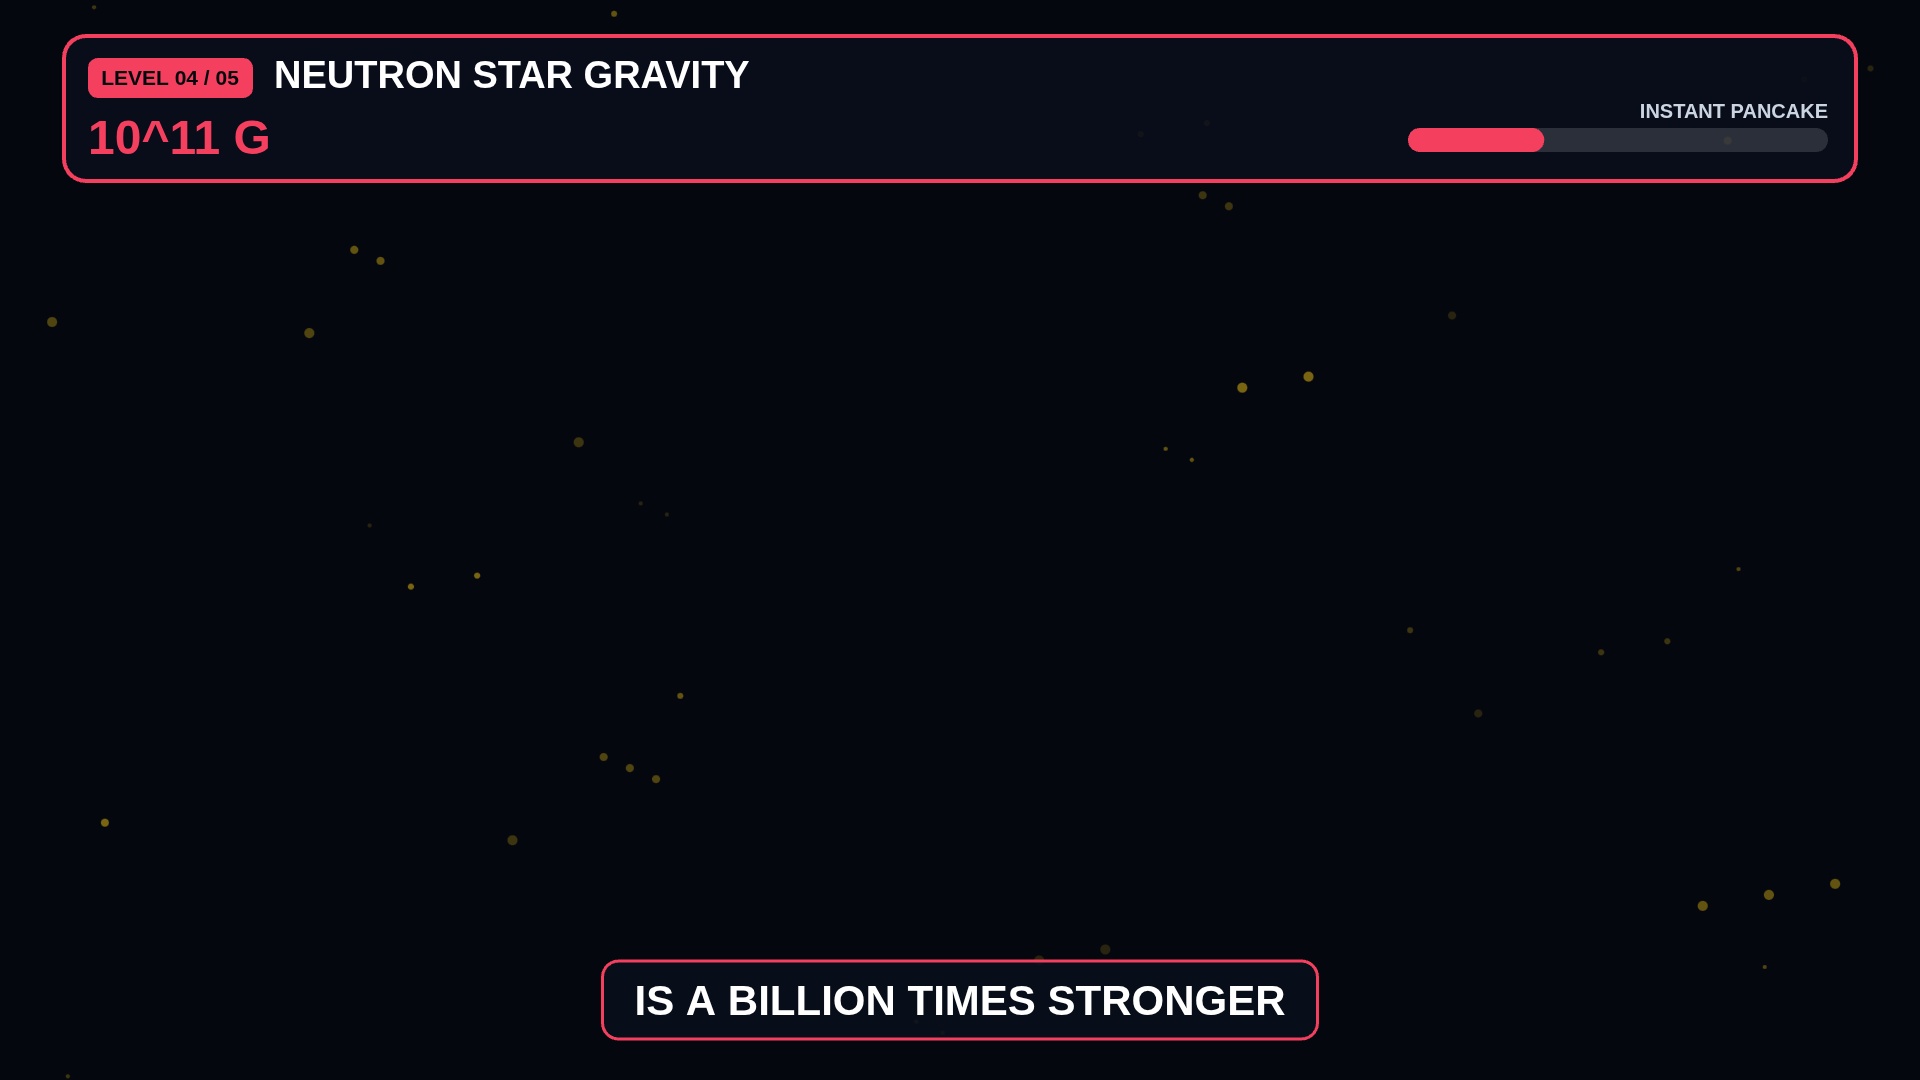 LEVEL 04 / 05 NEUTRON STAR GRAVITY
10^11 G
INSTANT PANCAKE
IS A BILLION TIMES STRONGER